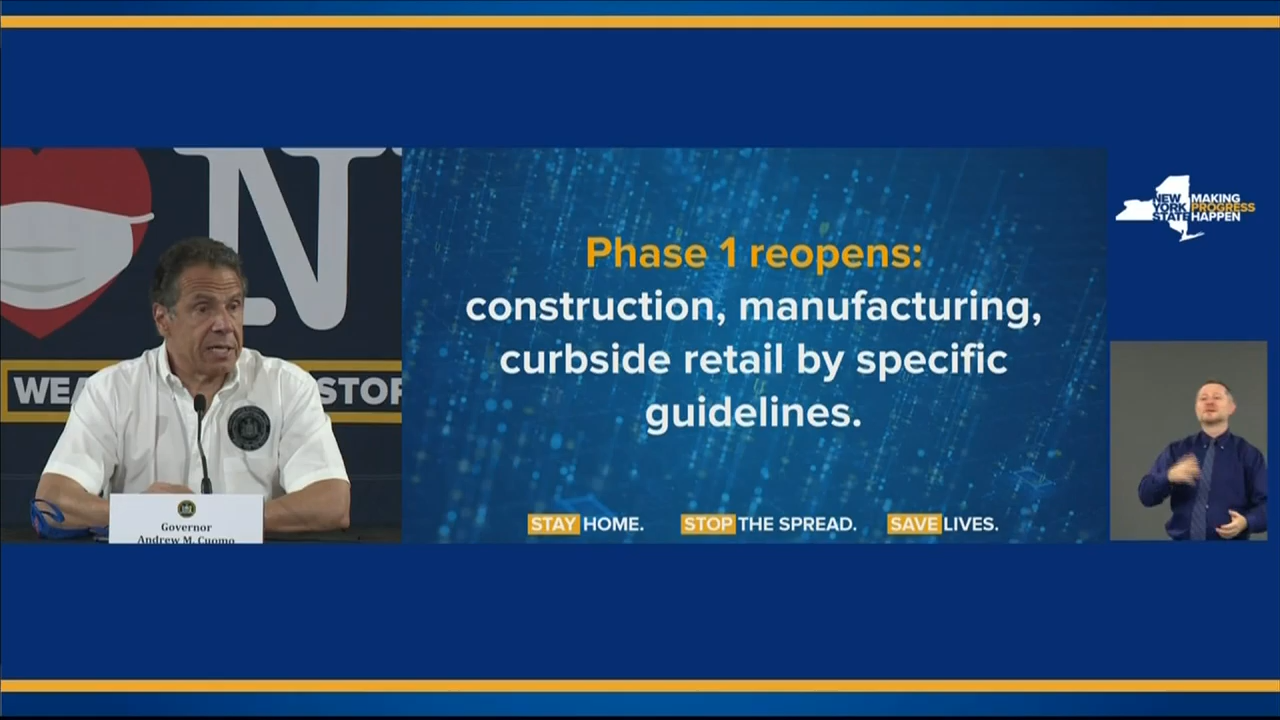 N
WEA
STOP
Governor
Andrew M. Cuomo
Phase 1 reopens:
construction, manufacturing,
curbside retail by specific
guidelines.
STAY HOME. STOP THE SPREAD. SAVE LIVES.
NEW
YORK
STATE
MAKING
PROGRESS
HAPPEN